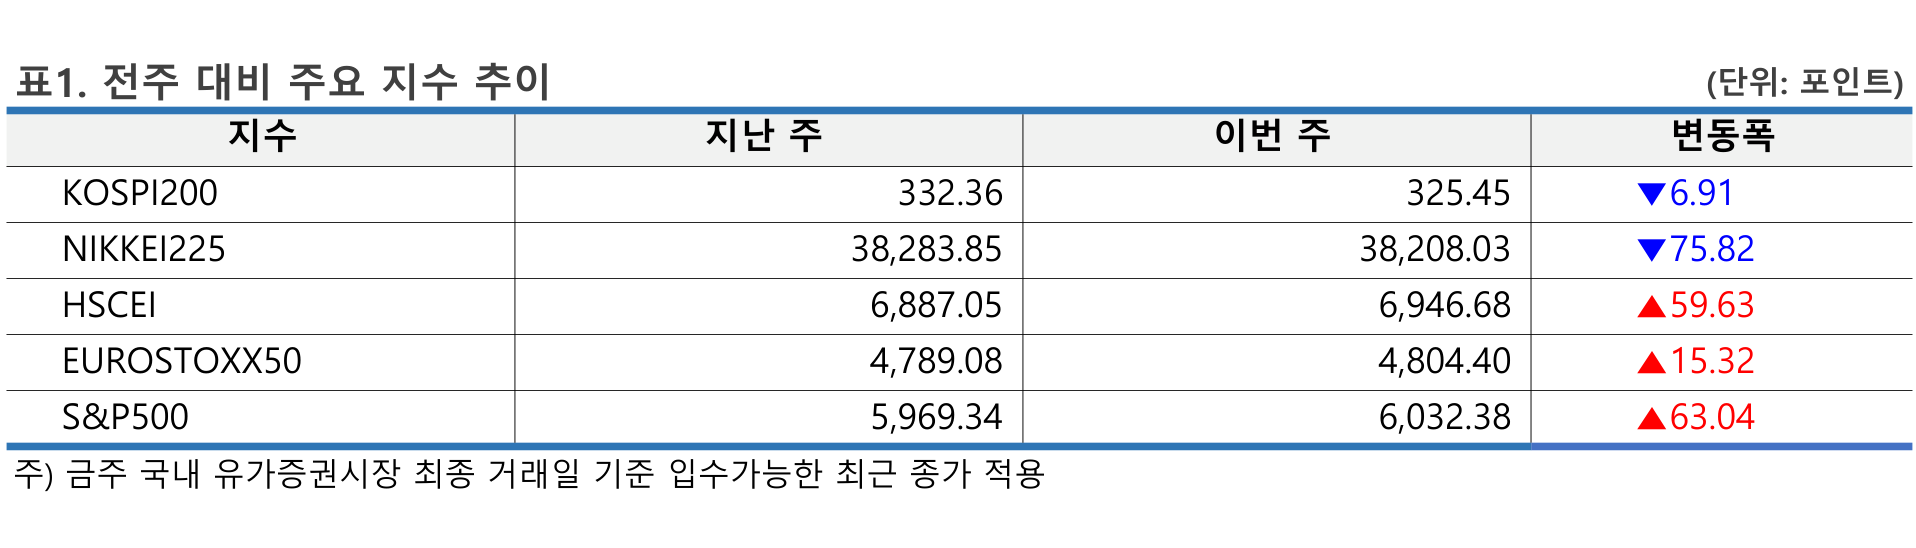 표1. 전주 대비 주요 지수 추이 (단위: 포인트)
지수 지난 주 이번 주 변동폭
KOSPI200 332.36 325.45 ▼6.91
NIKKEI225 38,283.85 38,208.03 ▼75.82
HSCEI 6,887.05 6,946.68 ▲59.63
EUROSTOXX50 4,789.08 4,804.40 ▲15.32
S&P500 5,969.34 6,032.38 ▲63.04
주) 금주 국내 유가증권시장 최종 거래일 기준 입수가능한 최근 종가 적용